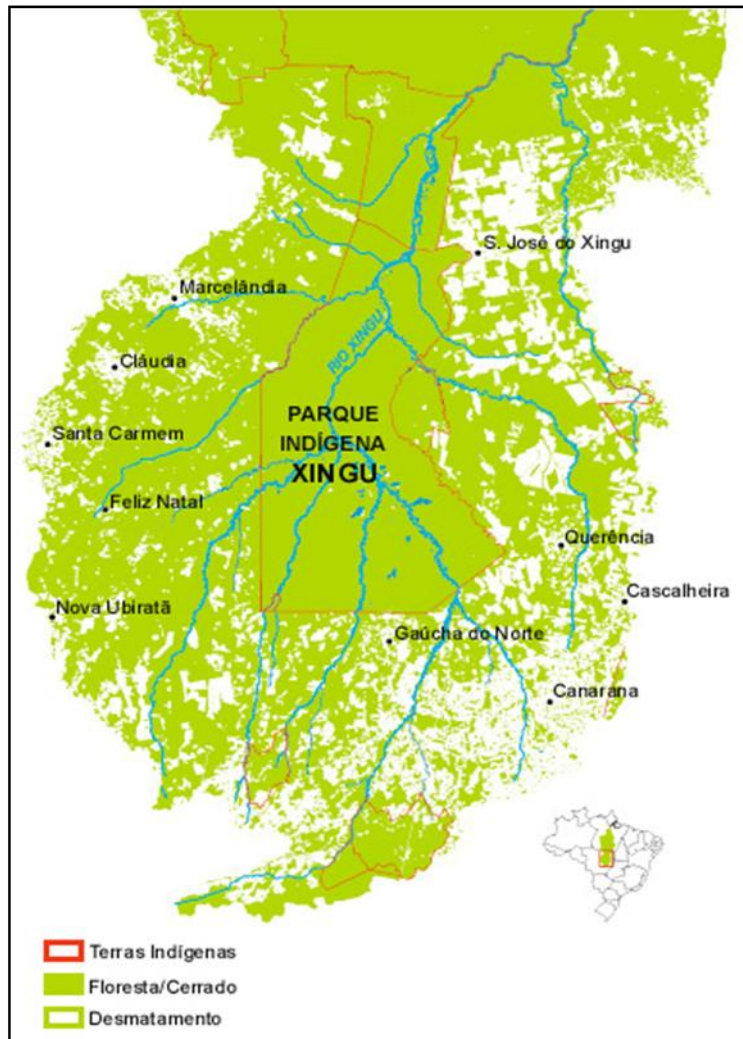 S. José do Xingu
Marcelândia
RIO XINGU
Cláudia
PARQUE
INDÍGENA
XINGU
Santa Carmem
Feliz Natal
Querência
Cascalheira
Nova Ubiratã
Gaúcha do Norte
Canarana
Terras Indígenas
Floresta/Cerrado
Desmatamento